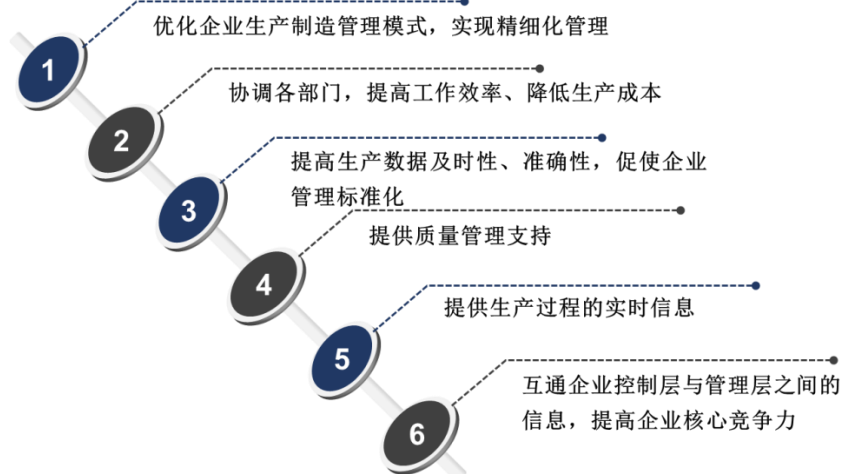 1
优化企业生产制造管理模式，实现精细化管理
2
协调各部门，提高工作效率、降低生产成本
3
提高生产数据及时性、准确性，促使企业
管理标准化
4
提供质量管理支持
5
提供生产过程的实时信息
6
互通企业控制层与管理层之间的
信息，提高企业核心竞争力